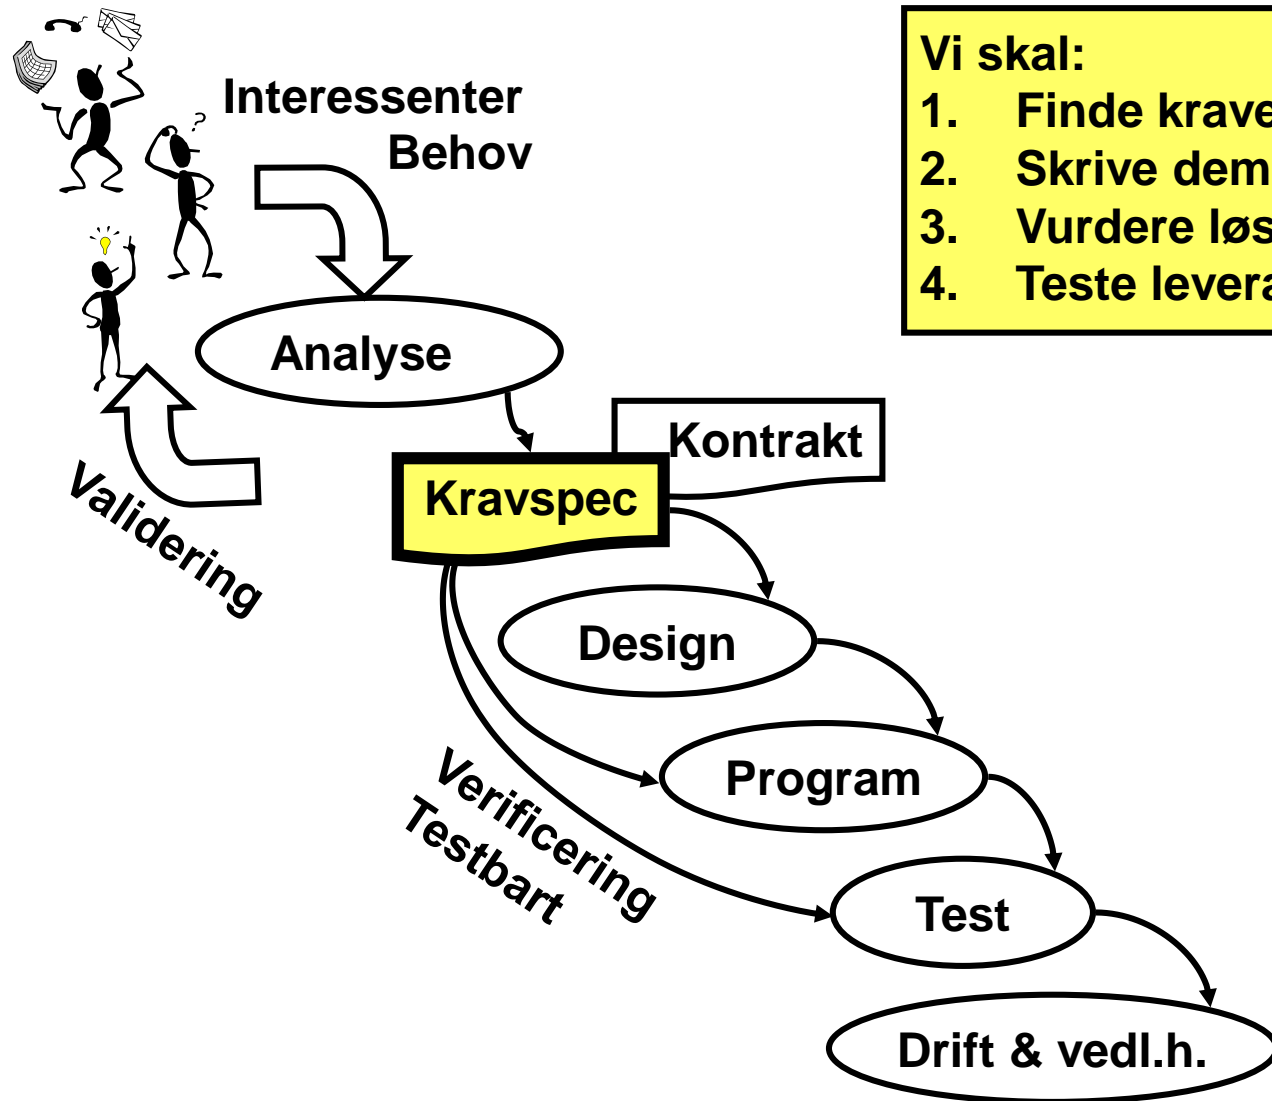 Interessenter
Behov
Vi skal:
1. Finde krave
2. Skrive dem
3. Vurdere løs
4. Teste levera
?
Analyse
Kontrakt
Kravspec
Validering
Design
Program
Verificering
Testbart
Test
Drift & vedl.h.